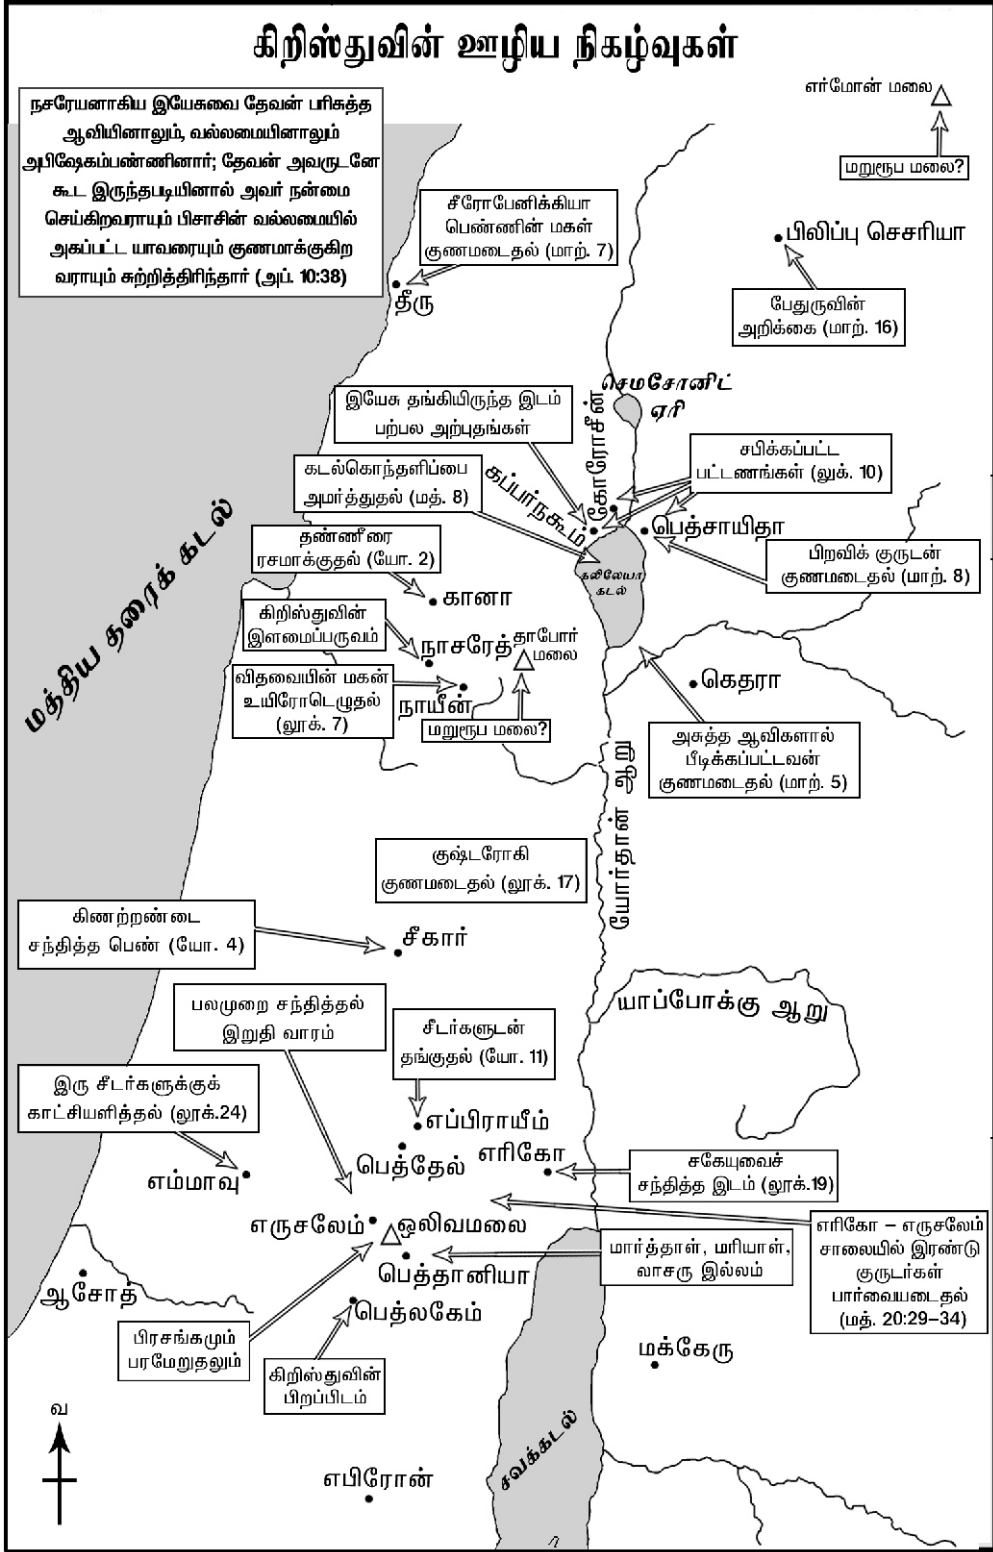 கிறிஸ்துவின் ஊழிய நிகழ்வுகள்
நசரேயனாகிய இயேசுவை தேவன் பரிசுத்த
ஆவியினாலும், வல்லமையினாலும்
அபிஷேகம்பண்ணினார்; தேவன் அவருடனே
கூட இருந்தபடியினால் அவர் நன்மை
செய்கிறவராயும் பிசாசின் வல்லமையில்
அகப்பட்ட யாவரையும் குணமாக்குகிற
வராயும் சுற்றித்திரிந்தார் (அப். 10:38)
எர்மோன் மலை
மறுரூப மலை?
சீரோபேனிக்கியா
பெண்ணின் மகள்
குணமடைதல் (மாற். 7)
தீரு
பிலிப்பு செசரியா
பேதுருவின்
அறிக்கை (மாற். 16)
செமசோனிட்
ஏரி
இயேசு தங்கியிருந்த இடம்
பற்பல அற்புதங்கள்
கோரோசீன்
கடல்கொந்தளிப்பை
அமர்த்துதல் (மத். 8)
கப்பர்நகூம்
சபிக்கப்பட்ட
பட்டணங்கள் (லுக். 10)
பெத்சாயிதா
பிறவிக் குருடன்
குணமடைதல் (மாற். 8)
மத்திய தரைக் கடல்
தண்ணீரை
ரசமாக்குதல் (யோ. 2)
கானா
கலிலேயா
கடல்
கிறிஸ்துவின்
இளமைப்பருவம்
நாசரேத்
தாபோர்
மலை
விதவையின் மகன்
உயிரோடெழுதல்
(லூக். 7)
நாயீன்
மறுரூப மலை?
கெதரா
அசுத்த ஆவிகளால்
பீடிக்கப்பட்டவன்
குணமடைதல் (மாற். 5)
யோர்தான் ஆறு
குஷ்டரோகி
குணமடைதல் (லூக். 17)
கிணற்றண்டை
சந்தித்த பெண் (யோ. 4)
சீகார்
யாப்போக்கு ஆறு
பலமுறை சந்தித்தல்
இறுதி வாரம்
சீடர்களுடன்
தங்குதல் (யோ. 11)
இரு சீடர்களுக்குக்
காட்சியளித்தல் (லூக்.24)
எப்பிராயீம்
பெத்தேல்
எரிகோ
எம்மாவு
சகேயுவைச்
சந்தித்த இடம் (லூக்.19)
எருசலேம்
ஒலிவமலை
பெத்தானியா
மார்த்தாள், மரியாள்,
லாசரு இல்லம்
எரிகோ – எருசலேம்
சாலையில் இரண்டு
குருடர்கள்
பார்வையடைதல்
(மத். 20:29–34)
ஆசோத்
பெத்லகேம்
பிரசங்கமும்
பரமேறுதலும்
கிறிஸ்துவின்
பிறப்பிடம்
மக்கேரு
சவக்கடல்
வ
எபிரோன்